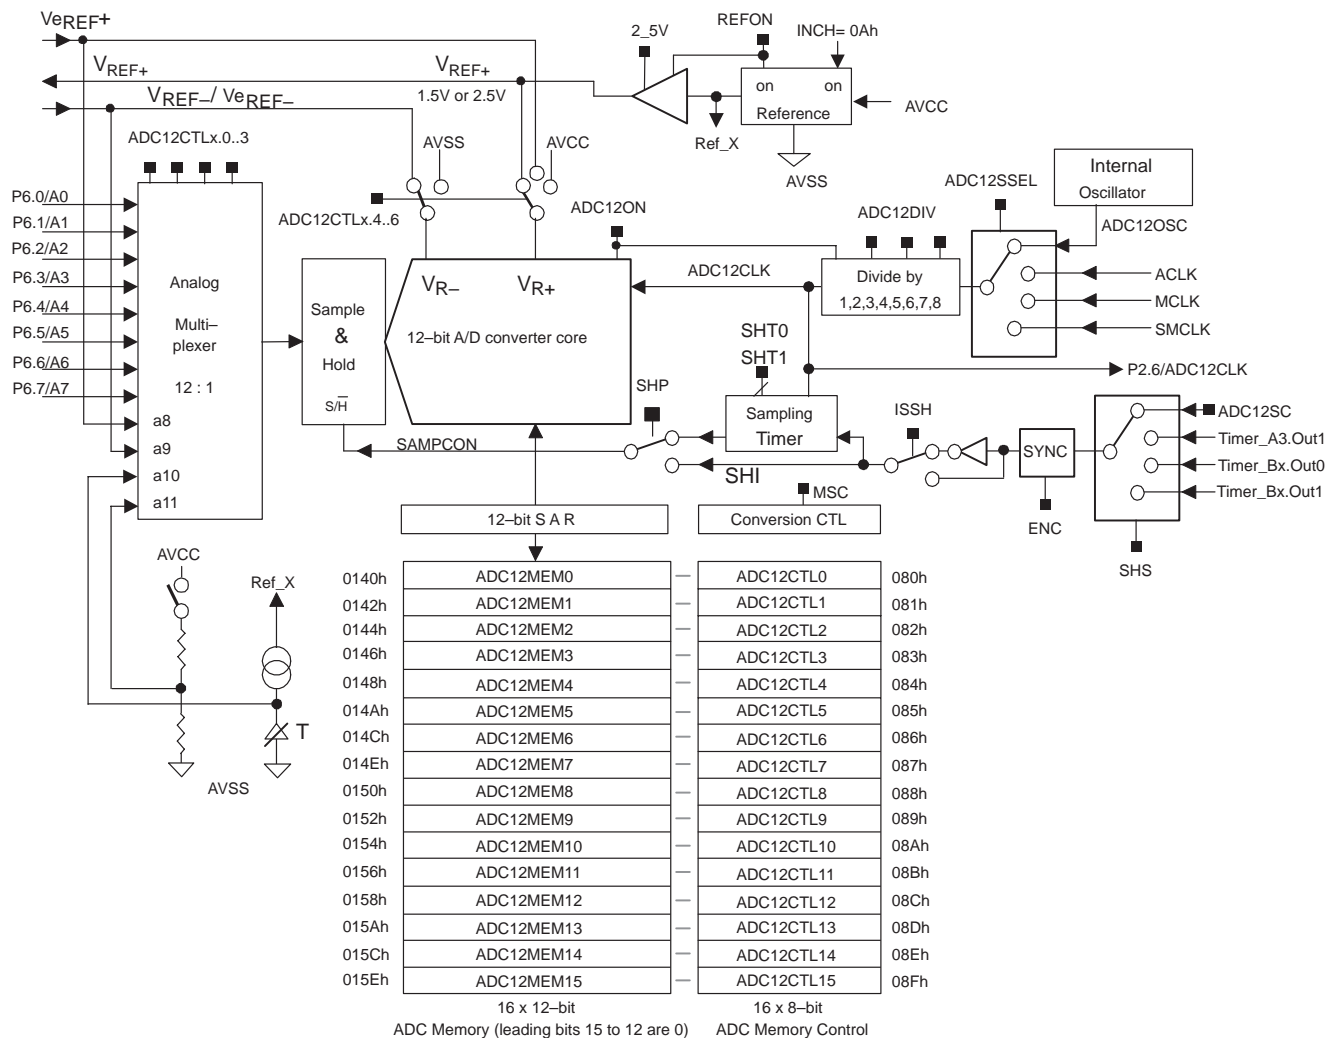 VeREF+
REFON
2_5V
INCH= 0Ah
VREF+
VREF+
1.5V or 2.5V
on
on
Reference
AVCC
VREF–/ VeREF–
Ref_X
AVSS
ADC12CTLx.0..3
AVSS
AVCC
Internal
Oscillator
ADC12SSEL
ADC12OSC
P6.0/A0
P6.1/A1
P6.2/A2
P6.3/A3
P6.4/A4
P6.5/A5
P6.6/A6
P6.7/A7
a8
a9
a10
a11
Analog
Multi–
plexer
12 : 1
ADC12CTLx.4..6
ADC12ON
ADC12DIV
Sample
&
Hold
S/H
VR–
VR+
12–bit A/D converter core
ADC12CLK
Divide by
1,2,3,4,5,6,7,8
ACLK
MCLK
SMCLK
SHT0
SHT1
P2.6/ADC12CLK
SHP
Sampling
Timer
ISSH
SYNC
ADC12SC
Timer_A3.Out1
Timer_Bx.Out0
Timer_Bx.Out1
SAMPCON
SHI
MSC
ENC
SHS
12–bit S A R
Conversion CTL
AVCC
Ref_X
T
AVSS
0140h ADC12MEM0 ADC12CTL0 080h
0142h ADC12MEM1 ADC12CTL1 081h
0144h ADC12MEM2 ADC12CTL2 082h
0146h ADC12MEM3 ADC12CTL3 083h
0148h ADC12MEM4 ADC12CTL4 084h
014Ah ADC12MEM5 ADC12CTL5 085h
014Ch ADC12MEM6 ADC12CTL6 086h
014Eh ADC12MEM7 ADC12CTL7 087h
0150h ADC12MEM8 ADC12CTL8 088h
0152h ADC12MEM9 ADC12CTL9 089h
0154h ADC12MEM10 ADC12CTL10 08Ah
0156h ADC12MEM11 ADC12CTL11 08Bh
0158h ADC12MEM12 ADC12CTL12 08Ch
015Ah ADC12MEM13 ADC12CTL13 08Dh
015Ch ADC12MEM14 ADC12CTL14 08Eh
015Eh ADC12MEM15 ADC12CTL15 08Fh
16 x 12–bit
ADC Memory (leading bits 15 to 12 are 0)
16 x 8–bit
ADC Memory Control